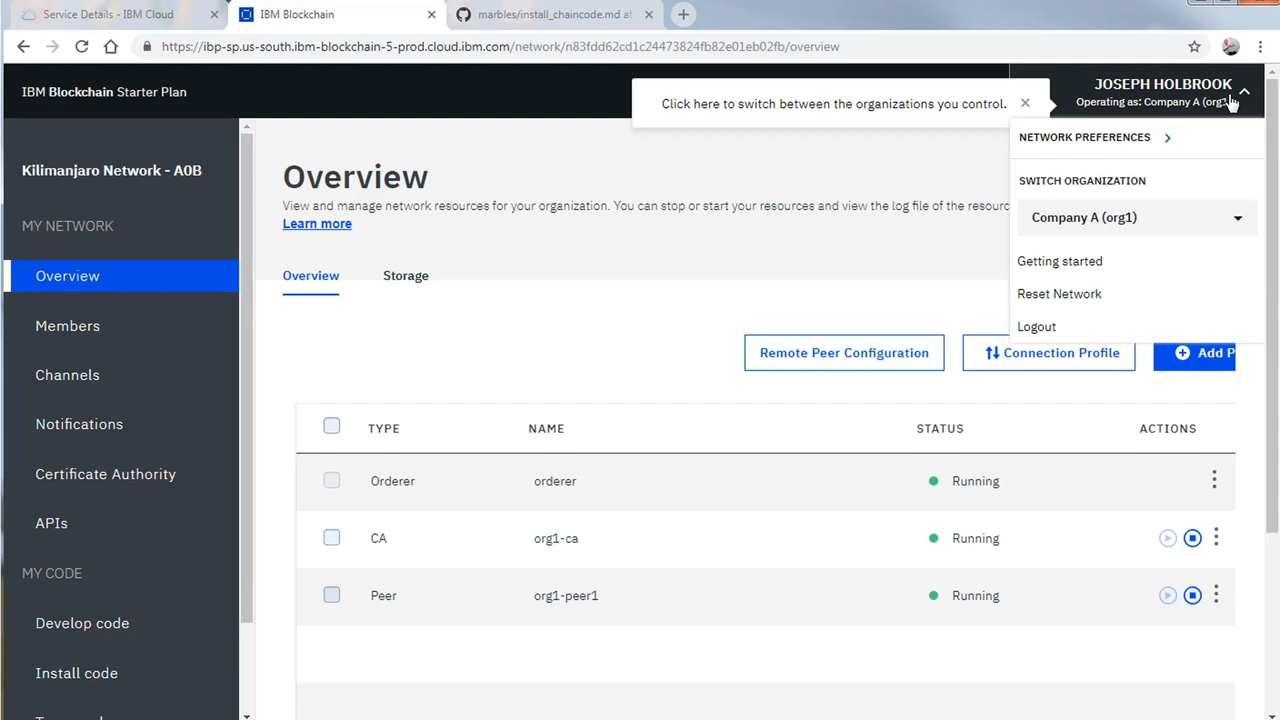 Service Details - IBM Cloud
IBM Blockchain
marbles/install_chaincode.md at
https://ibp-sp.us-south.ibm-blockchain-5-prod.cloud.ibm.com/network/n83fdd62cd1c24473824fb82e01eb02fb/overview
IBM Blockchain Starter Plan
Click here to switch between the organizations you control.
JOSEPH HOLBROOK
Operating as: Company A (org1
NETWORK PREFERENCES
SWITCH ORGANIZATION
Company A (org1)
Getting started
Reset Network
Logout
Kilimanjaro Network - A0B
MY NETWORK
Overview
Members
Channels
Notifications
Certificate Authority
APIs
MY CODE
Develop code
Install code
Overview
View and manage network resources for your organization. You can stop or start your resources and view the log file of the resourc
Learn more
Overview
Storage
Remote Peer Configuration
Connection Profile
Add P
TYPE NAME STATUS ACTIONS
Orderer orderer Running
CA org1-ca Running
Peer org1-peer1 Running